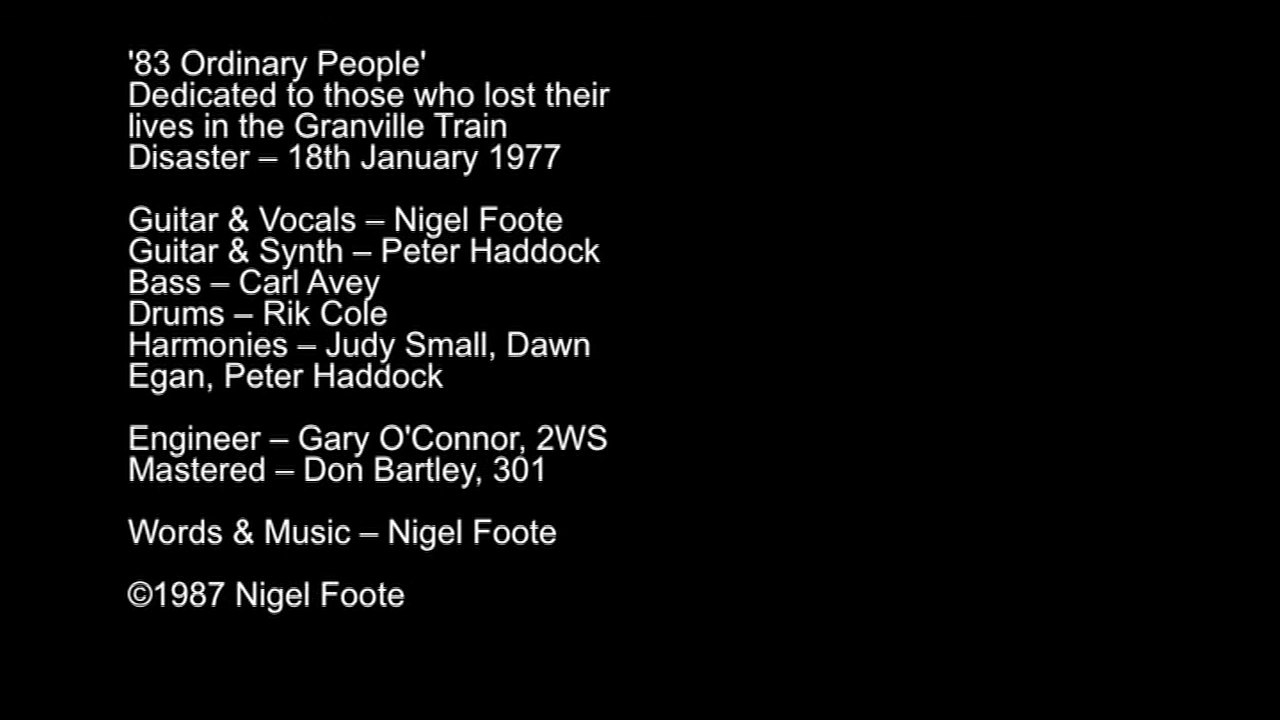 '83 Ordinary People'
Dedicated to those who lost their
lives in the Granville Train
Disaster – 18th January 1977
Guitar & Vocals – Nigel Foote
Guitar & Synth – Peter Haddock
Bass – Carl Avey
Drums – Rik Cole
Harmonies – Judy Small, Dawn
Egan, Peter Haddock
Engineer – Gary O'Connor, 2WS
Mastered – Don Bartley, 301
Words & Music – Nigel Foote
©1987 Nigel Foote